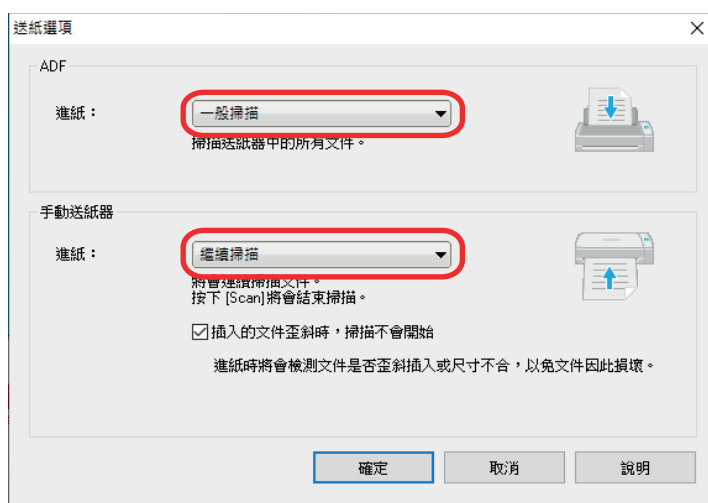 送紙選項
ADF
進紙：
一般掃描
掃描送紙器中的所有文件。
手動送紙器
進紙：
繼續掃描
將會連續掃描文件。
按下 [Scan]將會結束掃描。
插入的文件歪斜時，掃描不會開始
進紙時將會檢測文件是否歪斜插入或尺寸不合，以免文件因此損壞。
確定
取消
說明